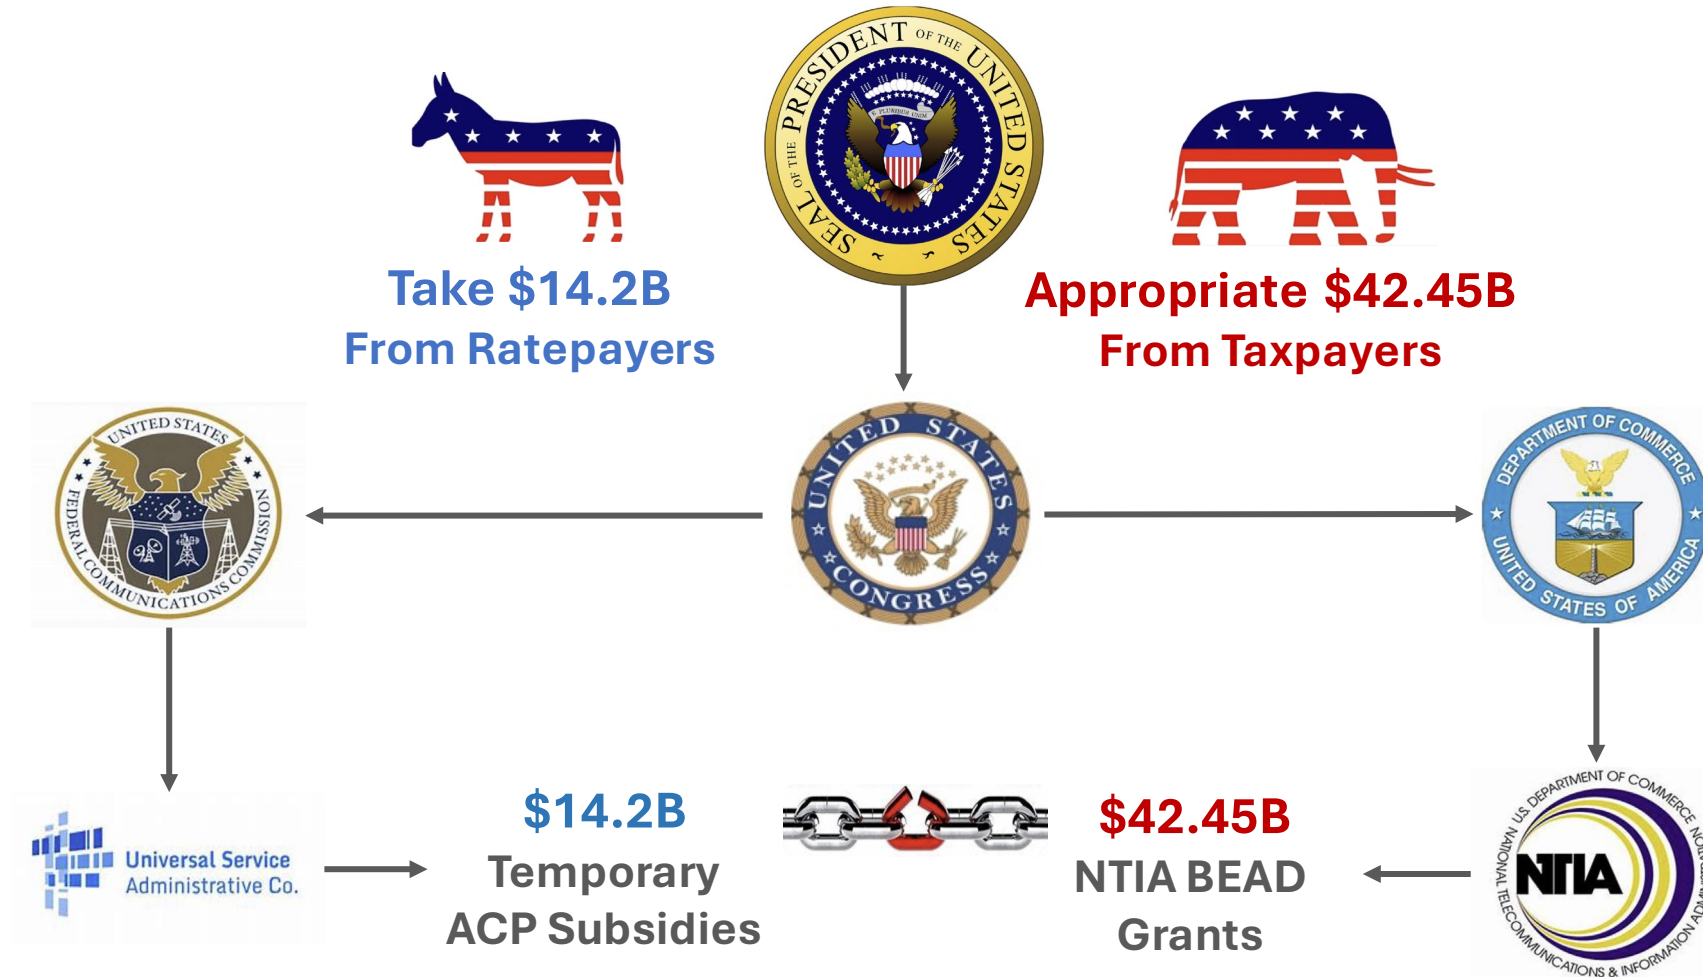 SEAL OF THE PRESIDENT OF THE UNITED STATES
E PLURIBUS UNUM
Take $14.2B
From Ratepayers
Appropriate $42.45B
From Taxpayers
UNITED STATES
FEDERAL COMMUNICATIONS COMMISSION
UNITED STATES
CONGRESS
DEPARTMENT OF COMMERCE
UNITED STATES OF AMERICA
Universal Service
Administrative Co.
$14.2B
Temporary
ACP Subsidies
$42.45B
NTIA BEAD
Grants
U.S. DEPARTMENT OF COMMERCE
NATIONAL TELECOMMUNICATIONS & INFORMATION
NTIA